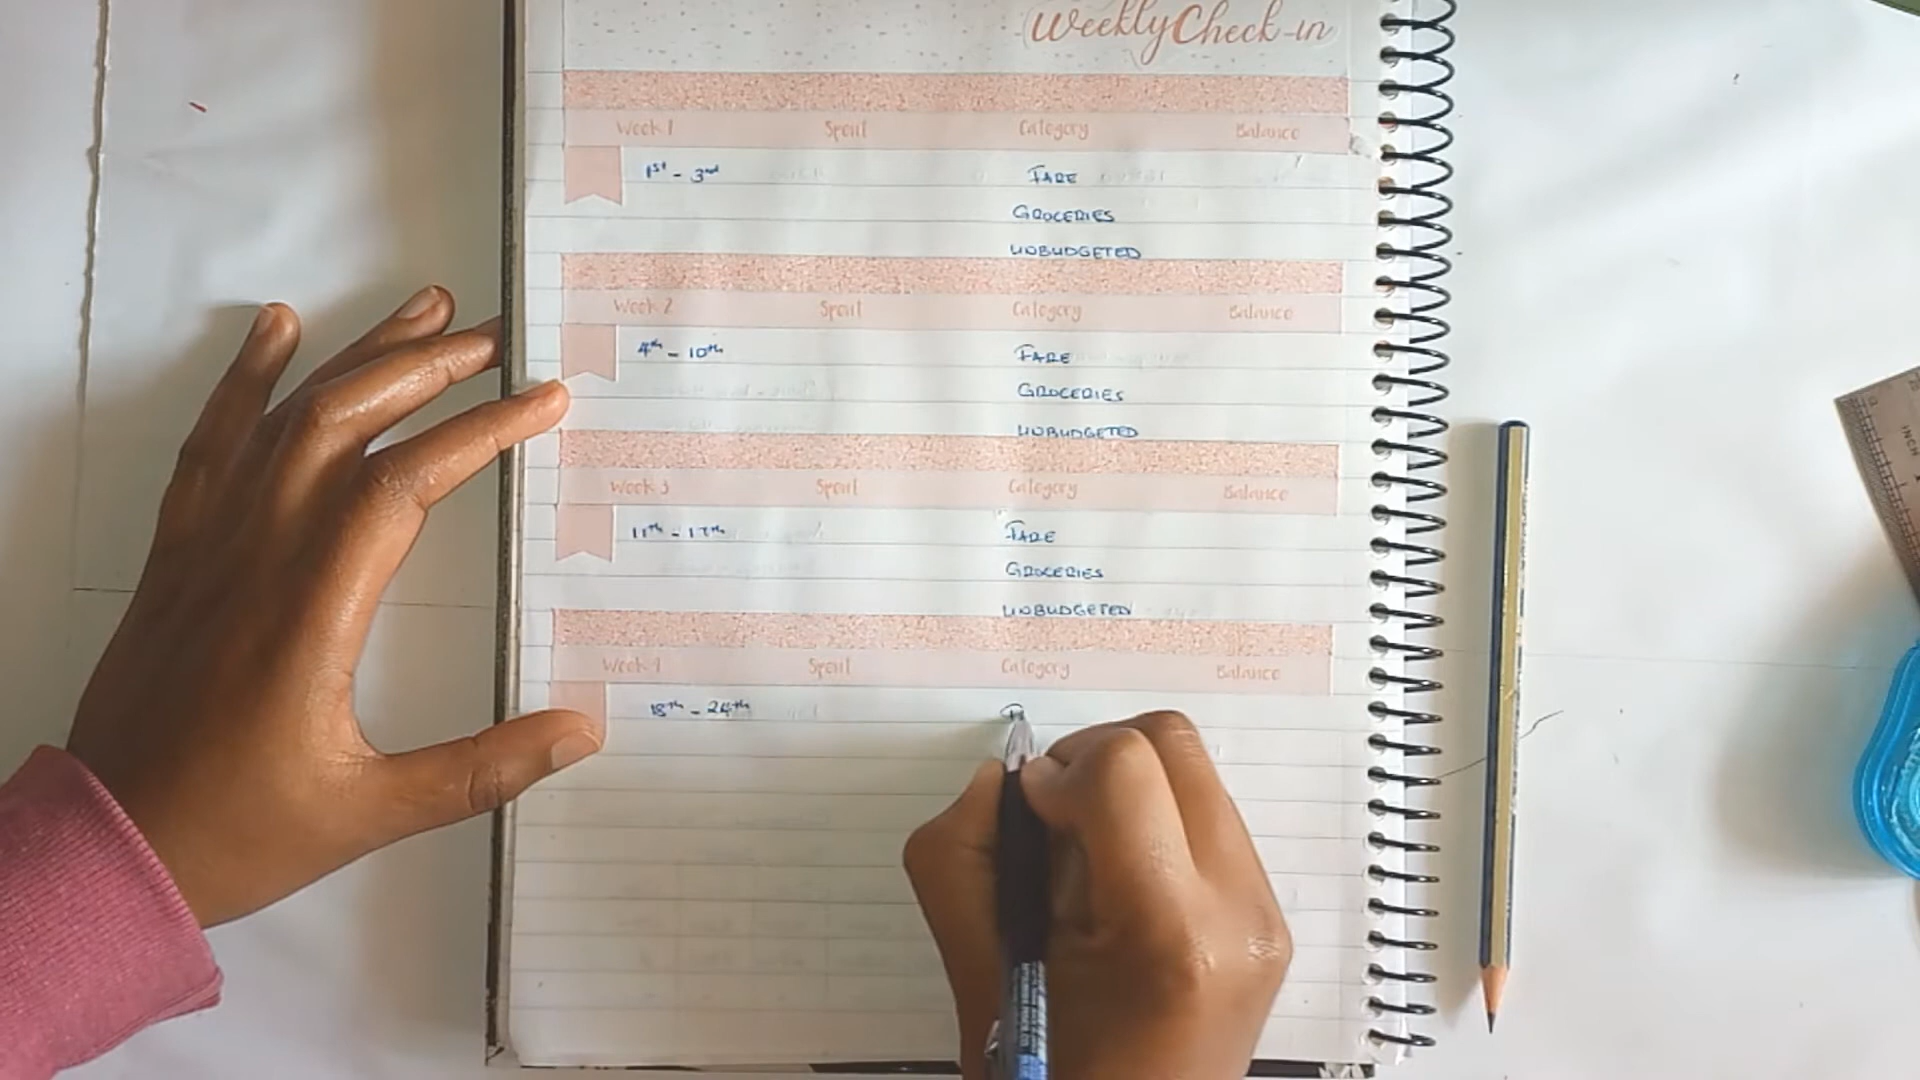 Weekly Check-in
Week 1 Spent Category Balance
1st - 3rd FARE
GROCERIES
UNBUDGETED
Week 2 Spent Category Balance
4th - 10th FARE
GROCERIES
UNBUDGETED
Week 3 Spent Category Balance
11th - 17th FARE
GROCERIES
UNBUDGETED
Week 4 Spent Category Balance
18th - 24th
INCH